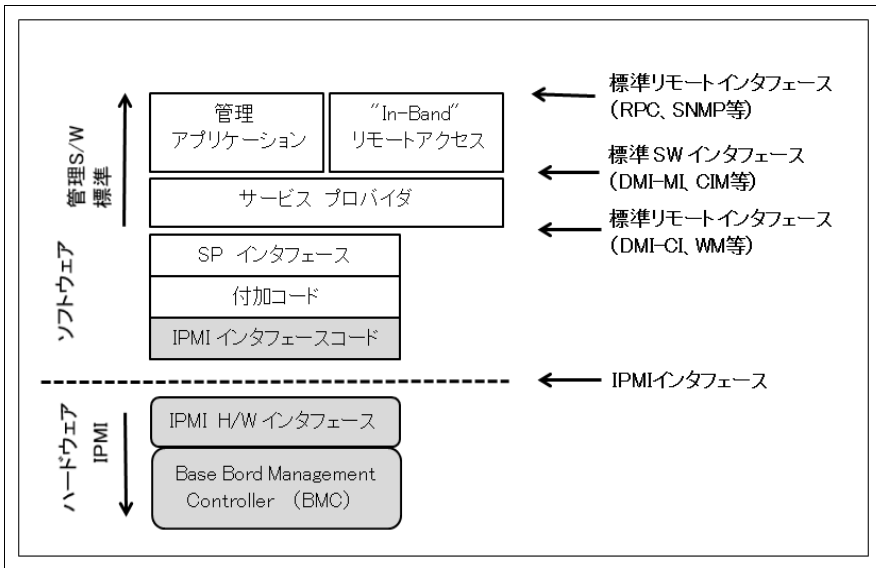 管理
アプリケーション
"In-Band"
リモートアクセス
サービス プロバイダ
SP インタフェース
付加コード
IPMI インタフェースコード
IPMI H/W インタフェース
Base Bord Management
Controller (BMC)
管理S/W
標準
ソフトウェア
ハードウェア
IPMI
標準リモートインタフェース
(RPC、SNMP等)
標準 SW インタフェース
(DMI-MI、CIM等)
標準リモートインタフェース
(DMI-CI、WM等)
IPMIインタフェース